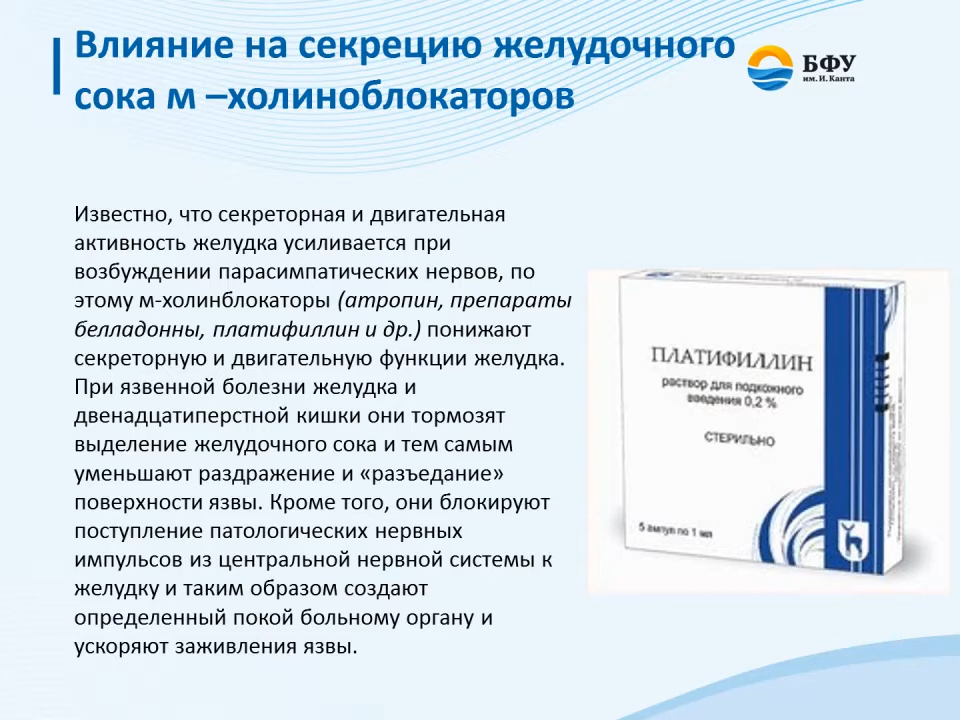 Влияние на секрецию желудочного
сока м –холиноблокаторов
БФУ
им. И. Канта
Известно, что секреторная и двигательная
активность желудка усиливается при
возбуждении парасимпатических нервов, по
этому м-холинблокаторы (атропин, препараты
белладонны, платифиллин и др.) понижают
секреторную и двигательную функции желудка.
При язвенной болезни желудка и
двенадцатиперстной кишки они тормозят
выделение желудочного сока и тем самым
уменьшают раздражение и «разъедание»
поверхности язвы. Кроме того, они блокируют
поступление патологических нервных
импульсов из центральной нервной системы к
желудку и таким образом создают
определенный покой больному органу и
ускоряют заживления язвы.
ПЛАТИФИЛЛИН
раствор для подкожного
введения 0,2 %
СТЕРИЛЬНО
5 ампул по 1 мл